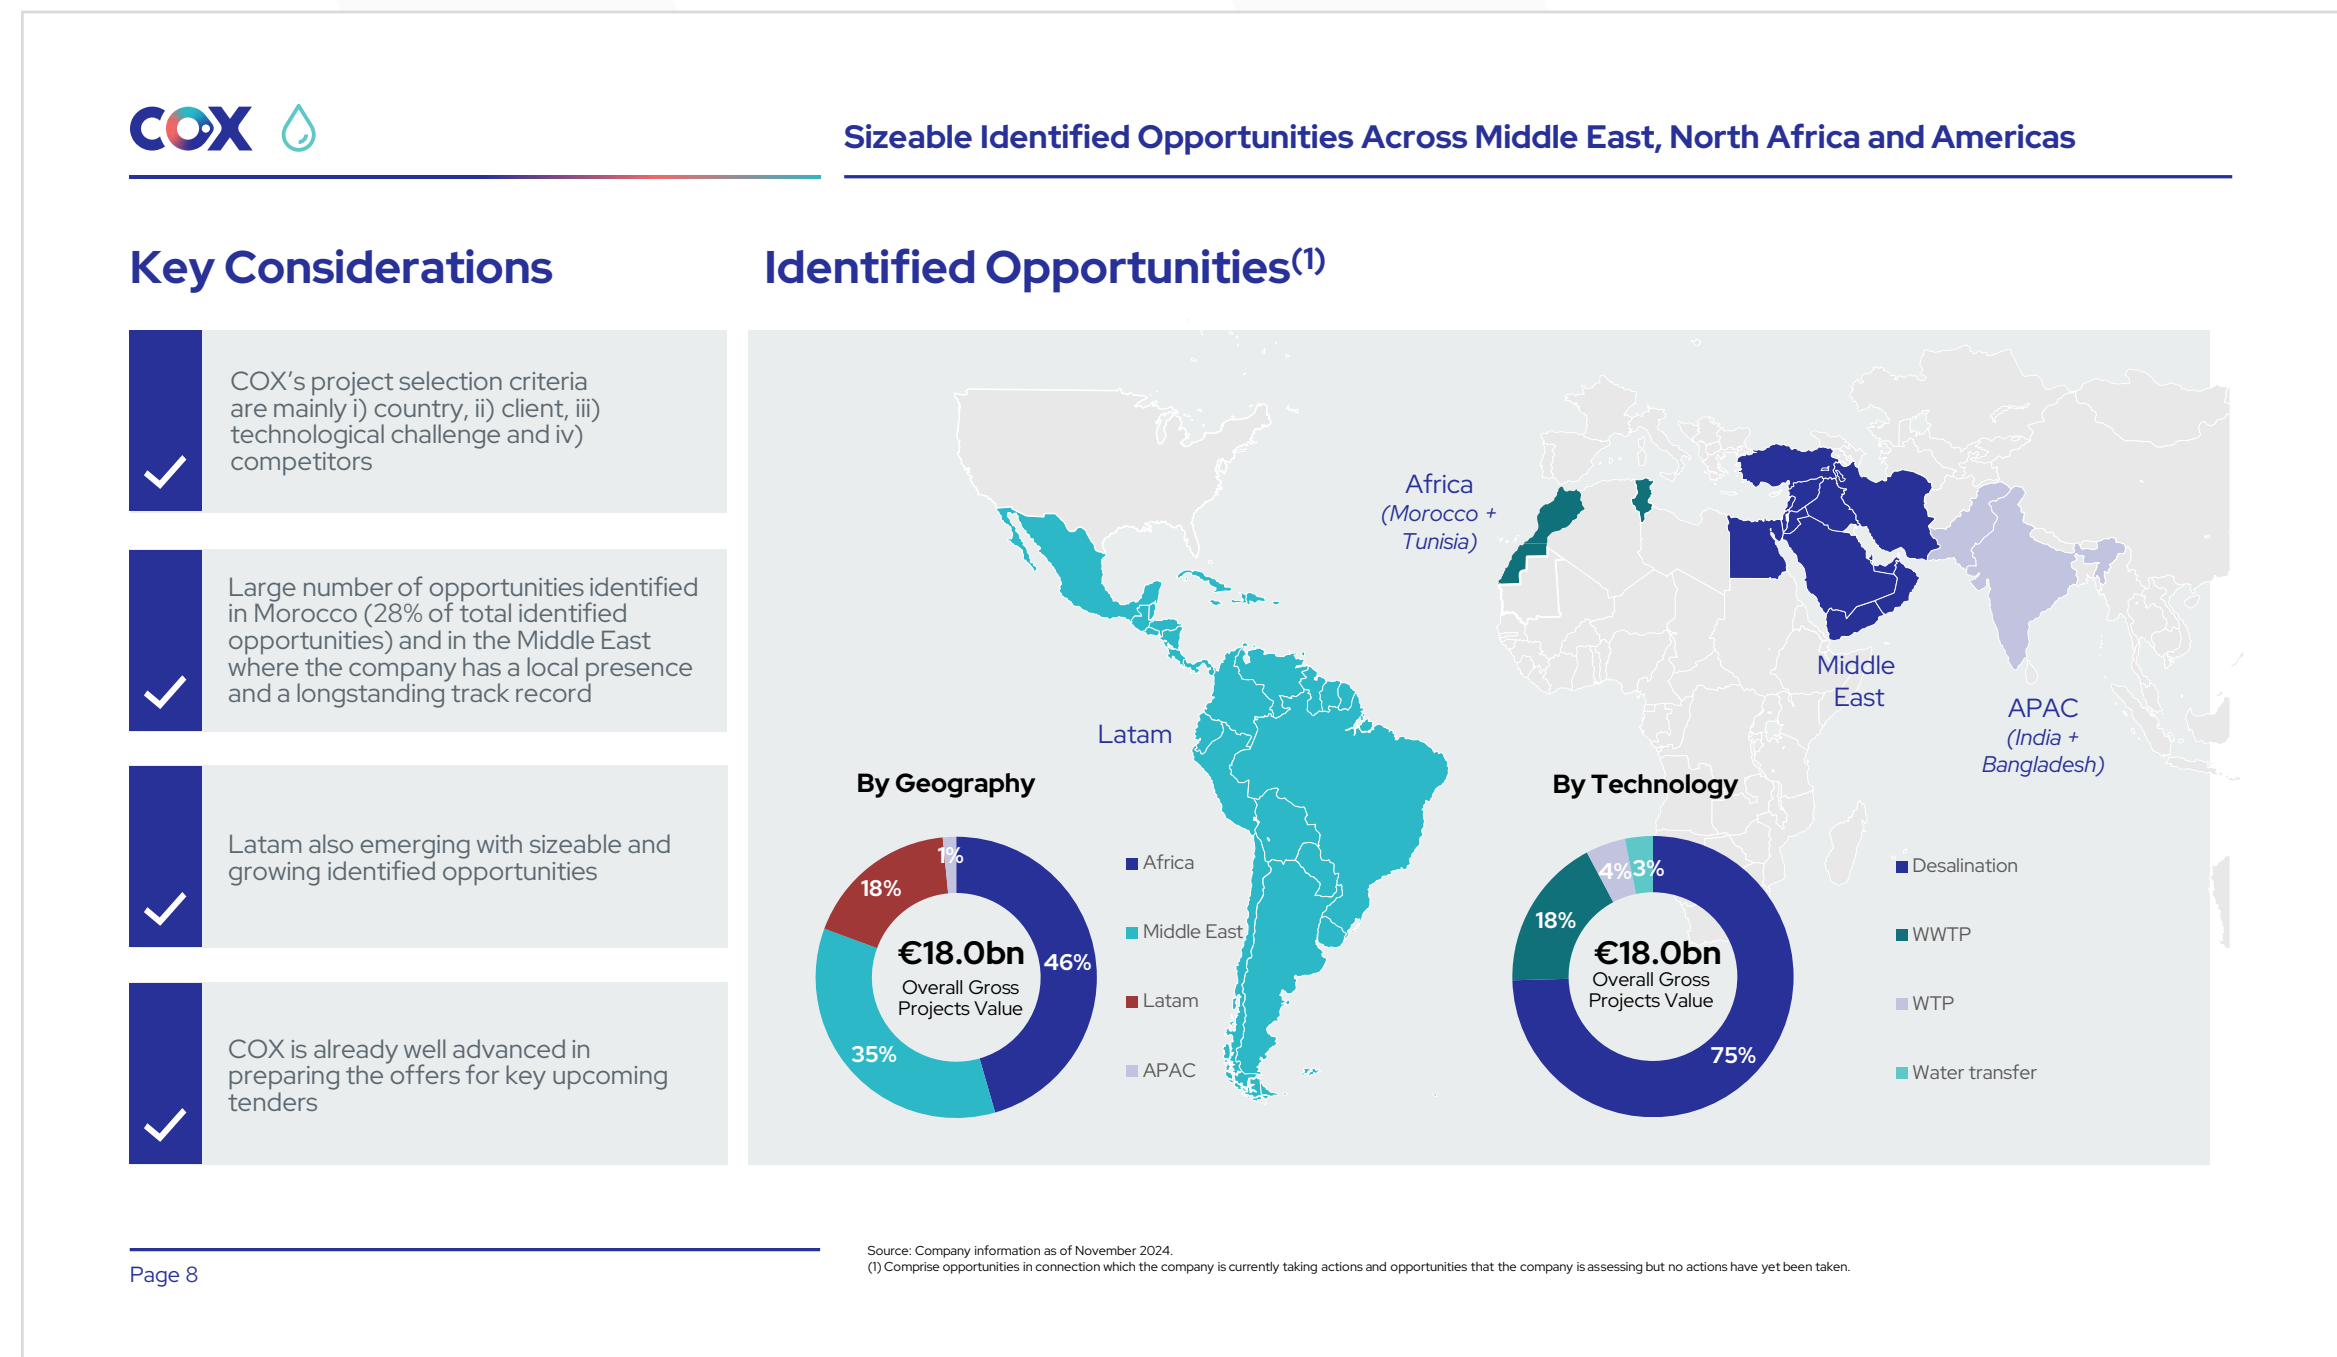 COX
Sizeable Identified Opportunities Across Middle East, North Africa and Americas
Key Considerations
COX’s project selection criteria
are mainly i) country, ii) client, iii)
technological challenge and iv)
competitors
Large number of opportunities identified
in Morocco (28% of total identified
opportunities) and in the Middle East
where the company has a local presence
and a longstanding track record
Latam also emerging with sizeable and
growing identified opportunities
COX is already well advanced in
preparing the offers for key upcoming
tenders
Identified Opportunities(1)
Africa
(Morocco +
Tunisia)
Middle
East
APAC
(India +
Bangladesh)
Latam
By Geography
1%
18%
46%
35%
€18.0bn
Overall Gross
Projects Value
Africa
Middle East
Latam
APAC
By Technology
4%
3%
18%
75%
€18.0bn
Overall Gross
Projects Value
Desalination
WWTP
WTP
Water transfer
Source: Company information as of November 2024.
(1) Comprise opportunities in connection which the company is currently taking actions and opportunities that the company is assessing but no actions have yet been taken.
Page 8